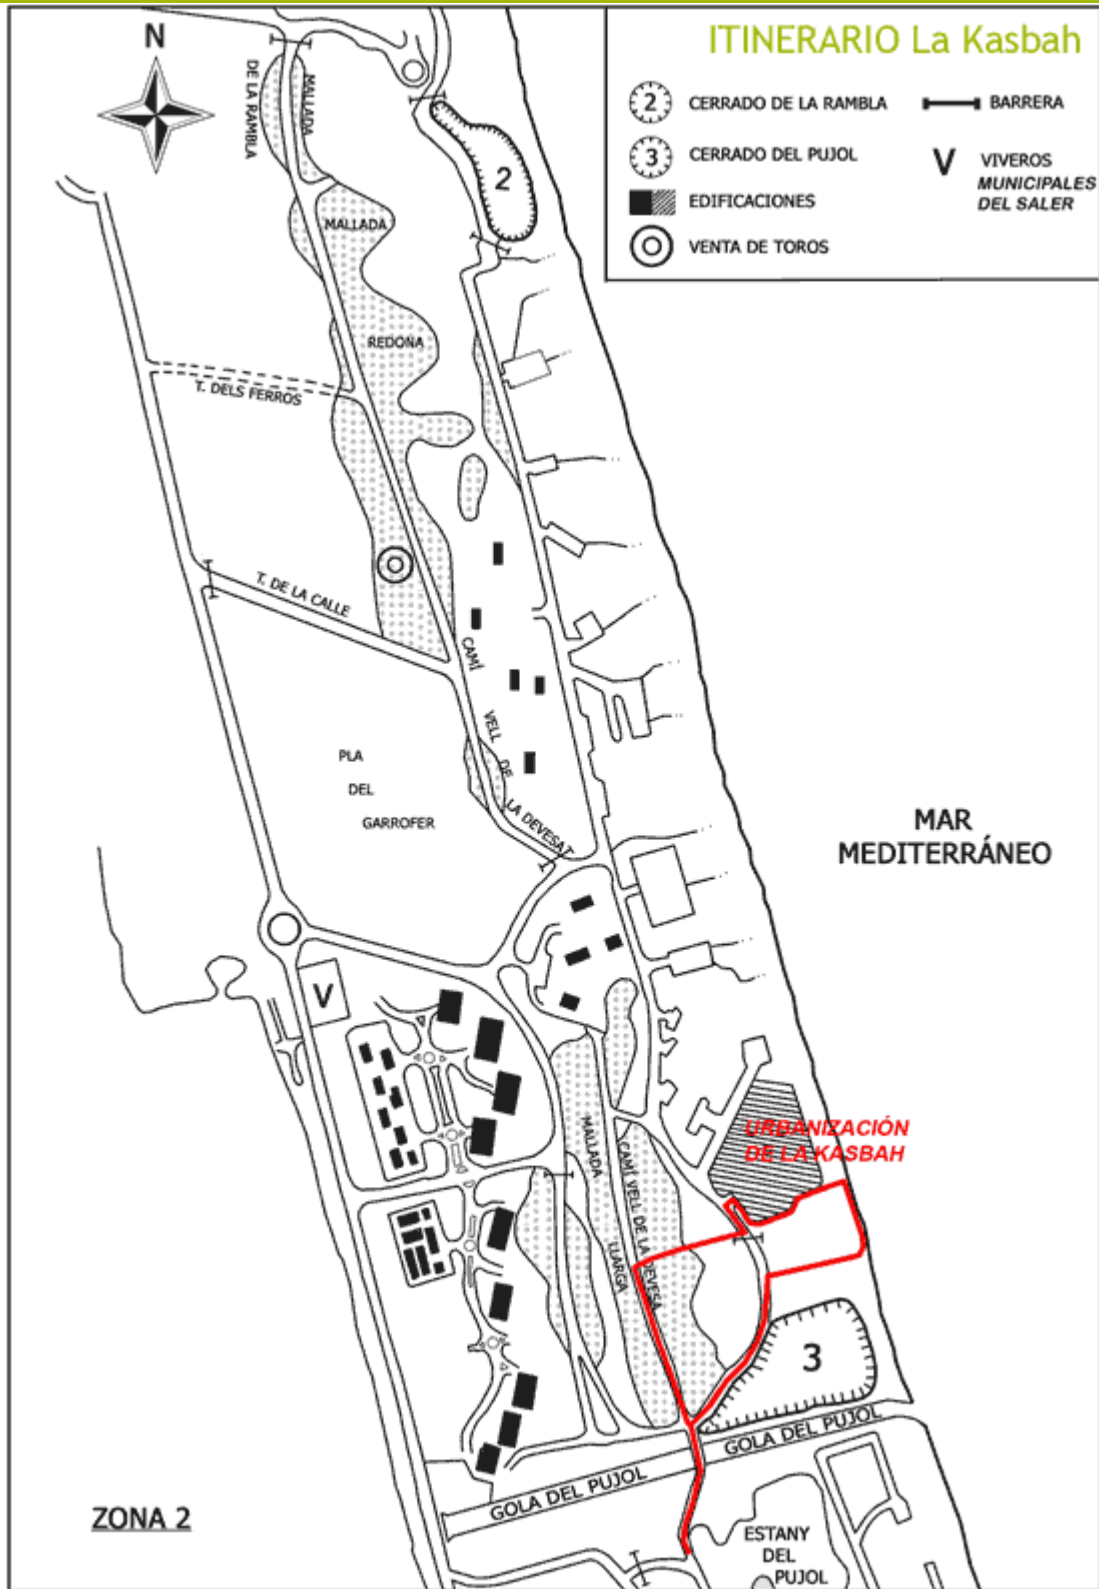 ITINERARIO La Kasbah
N
2 CERRADO DE LA RAMBLA
BARRERA
3 CERRADO DEL PUJOL
V VIVEROS
MUNICIPALES
DEL SALER
EDIFICACIONES
VENTA DE TOROS
MALLADA
DE LA RAMBLA
2
MALLADA
REDONA
T. DELS FERROS
T. DE LA CALLE
CAMÍ
VELL
DE
LA DEVESA
PLA
DEL
GARROFER
MAR
MEDITERRÁNEO
V
URBANIZACIÓN
DE LA KASBAH
MALLADA
LLARGA
CAMÍ VELL DE LA DEVESA
3
GOLA DEL PUJOL
GOLA DEL PUJOL
ZONA 2
ESTANY
DEL
PUJOL